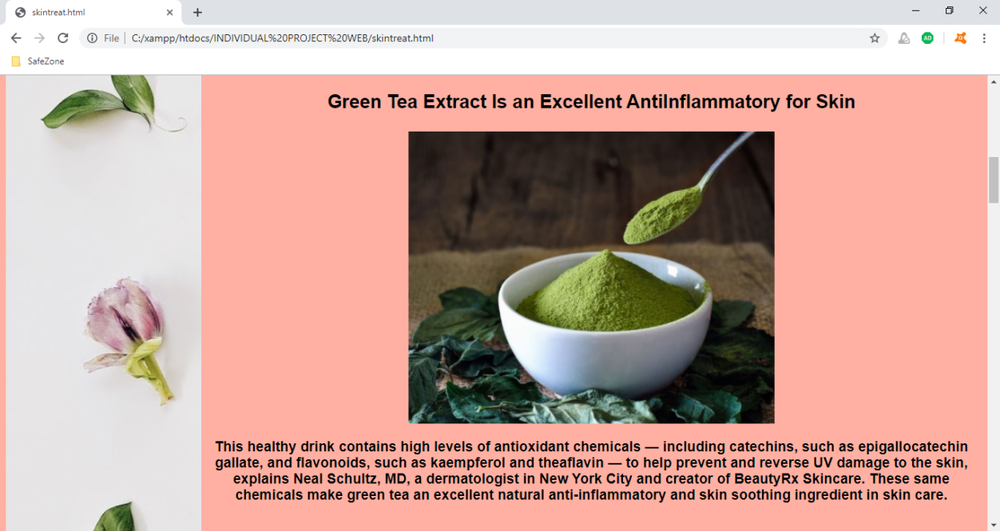 skintreat.html
File
C:/xampp/htdocs/INDIVIDUAL%20PROJECT%20WEB/skintreat.html
AD
SafeZone
Green Tea Extract Is an Excellent AntiInflammatory for Skin
This healthy drink contains high levels of antioxidant chemicals — including catechins, such as epigallocatechin
gallate, and flavonoids, such as kaempferol and theaflavin — to help prevent and reverse UV damage to the skin,
explains Neal Schultz, MD, a dermatologist in New York City and creator of BeautyRx Skincare. These same
chemicals make green tea an excellent natural anti-inflammatory and skin soothing ingredient in skin care.